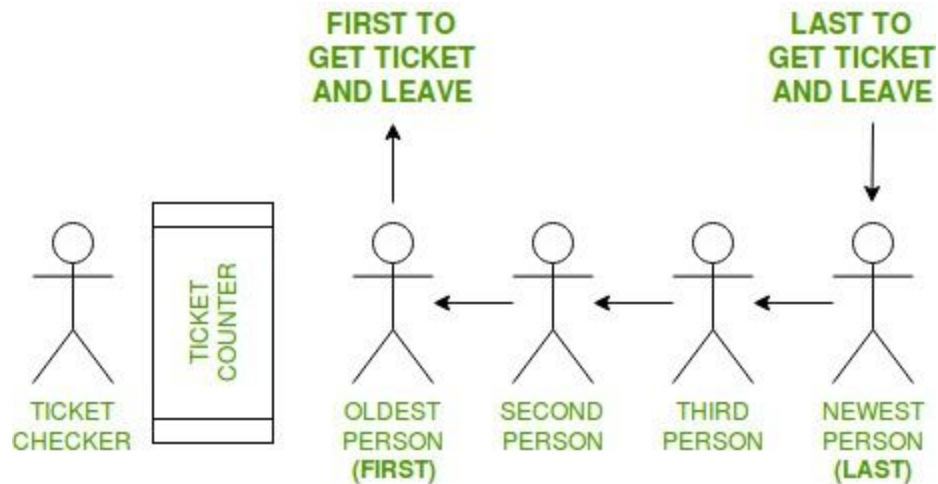 FIRST TO
GET TICKET
AND LEAVE
LAST TO
GET TICKET
AND LEAVE
TICKET
COUNTER
TICKET
CHECKER
OLDEST
PERSON
(FIRST)
SECOND
PERSON
THIRD
PERSON
NEWEST
PERSON
(LAST)